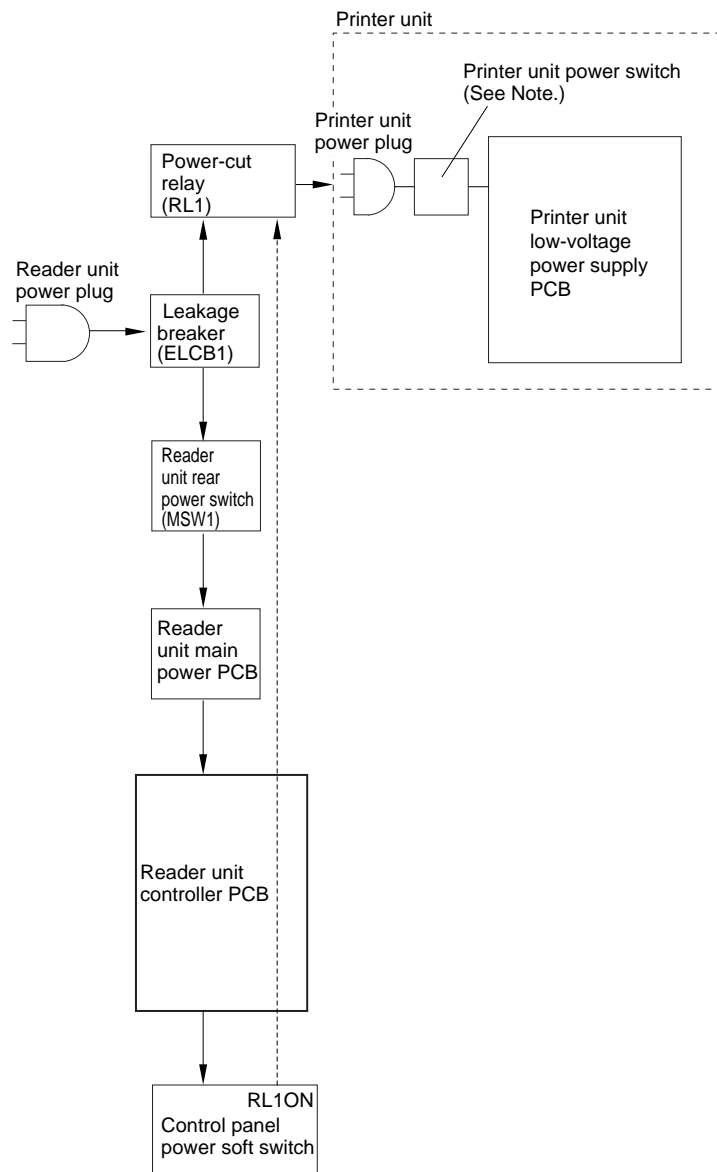 Printer unit
Printer unit power switch
(See Note.)
Printer unit
power plug
Power-cut
relay
(RL1)
Printer unit
low-voltage
power supply
PCB
Reader unit
power plug
Leakage
breaker
(ELCB1)
Reader
unit rear
power switch
(MSW1)
Reader
unit main
power PCB
Reader unit
controller PCB
RL1ON
Control panel
power soft switch